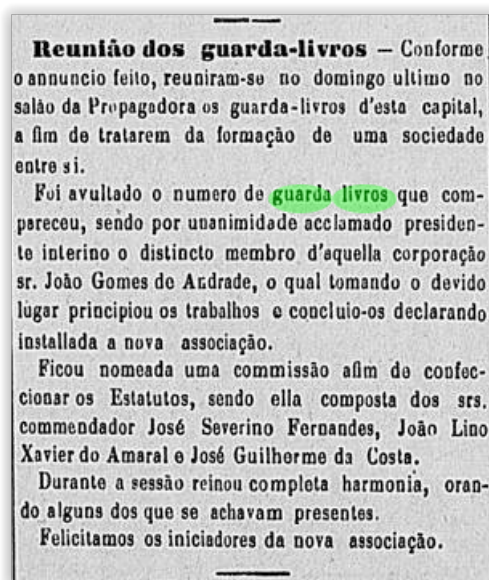 Reunião dos guarda-livros — Conforme
o annuncio feito, reuniram-se no domingo ultimo no
salão da Propagadora os guarda-livros d'esta capital,
a fim de tratarem da formação de uma sociedade
entre si.
Foi avultado o numero de guarda livros que com-
pareceu, sendo por unanimidade acclamado presiden-
te interino o distincto membro d'aquella corporação
sr. João Gomes de Andrade, o qual tomando o devido
lugar principiou os trabalhos e concluio-os declarando
installada a nova associação.
Ficou nomeada uma commissão afim de confec-
cionar os Estatutos, sendo ella composta dos srs.
commendador José Severino Fernandes, João Lino
Xavier do Amaral e José Guilherme da Costa.
Durante a sessão reinou completa harmonia, oran-
do alguns dos que se achavam presentes.
Felicitamos os iniciadores da nova associação.